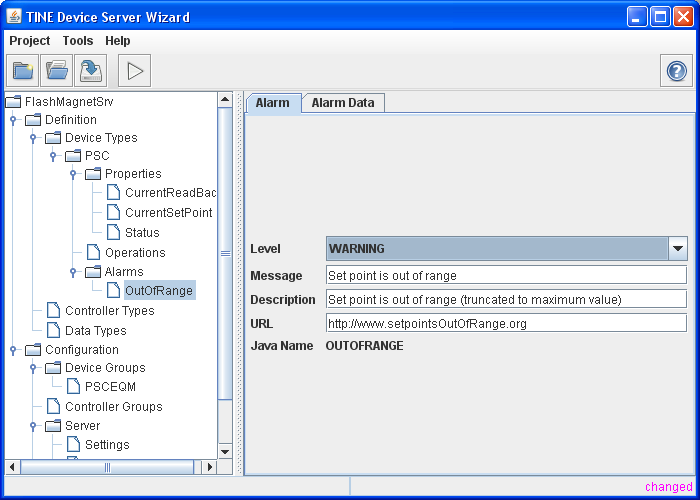 TINE Device Server Wizard
Project Tools Help
FlashMagnetSrv
Definition
Device Types
PSC
Properties
CurrentReadBac
CurrentSetPoint
Status
Operations
Alarms
OutOfRange
Controller Types
Data Types
Configuration
Device Groups
PSCEQM
Controller Groups
Server
Settings
Alarm Alarm Data
Level WARNING
Message Set point is out of range
Description Set point is out of range (truncated to maximum value)
URL http://www.setpointsOutOfRange.org
Java Name OUTOFRANGE
changed